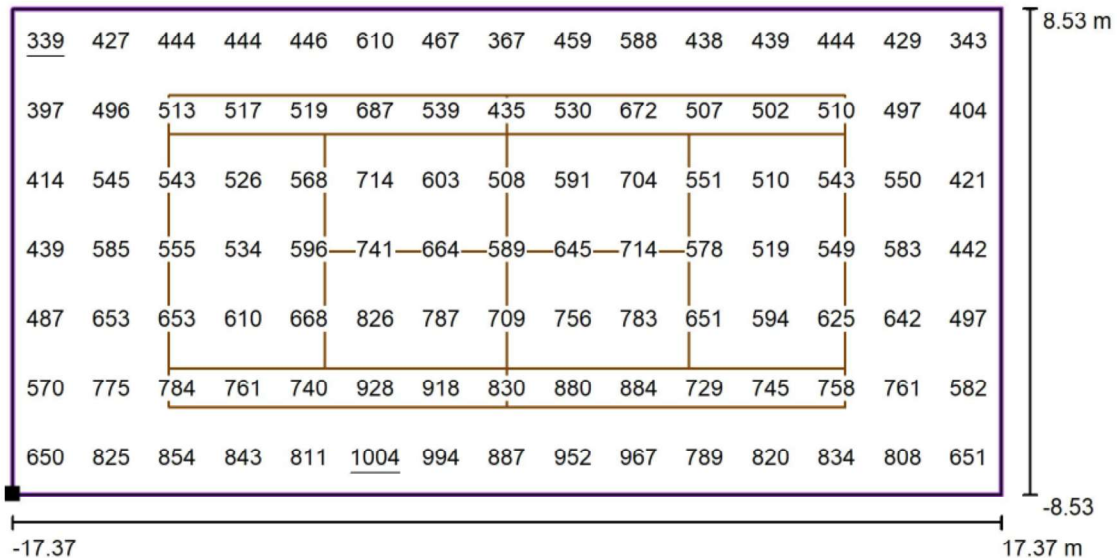 339 427 444 444 446 610 467 367 459 588 438 439 444 429 343
8.53 m
397 496 513 517 519 687 539 435 530 672 507 502 510 497 404
414 545 543 526 568 714 603 508 591 704 551 510 543 550 421
439 585 555 534 596 741 664 589 645 714 578 519 549 583 442
487 653 653 610 668 826 787 709 756 783 651 594 625 642 497
570 775 784 761 740 928 918 830 880 884 729 745 758 761 582
650 825 854 843 811 1004 994 887 952 967 789 820 834 808 651
-8.53
-17.37 17.37 m